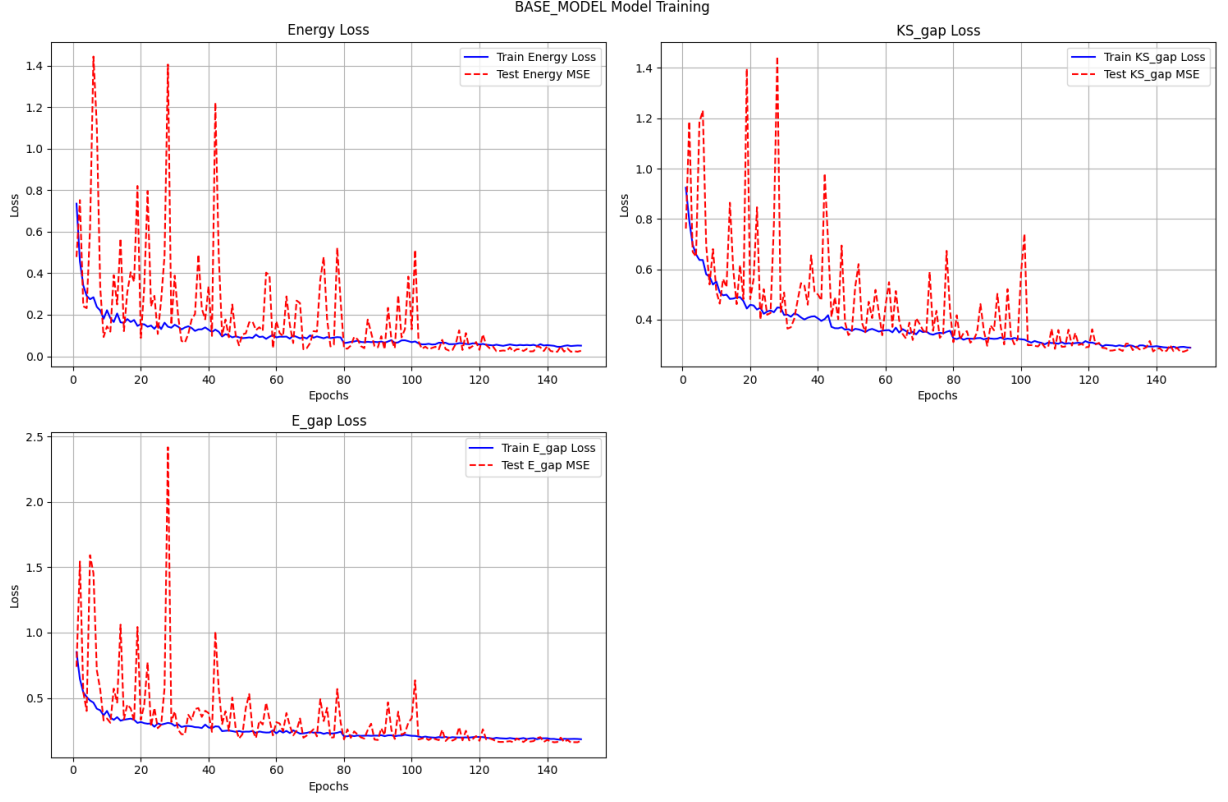 BASE_MODEL Model Training
Energy Loss
Train Energy Loss
Test Energy MSE
1.4
1.2
1.0
0.8
0.6
0.4
0.2
0.0
Loss
0 20 40 60 80 100 120 140
Epochs
KS_gap Loss
Train KS_gap Loss
Test KS_gap MSE
1.4
1.2
1.0
0.8
0.6
0.4
Loss
0 20 40 60 80 100 120 140
Epochs
E_gap Loss
Train E_gap Loss
Test E_gap MSE
2.5
2.0
1.5
1.0
0.5
Loss
0 20 40 60 80 100 120 140
Epochs